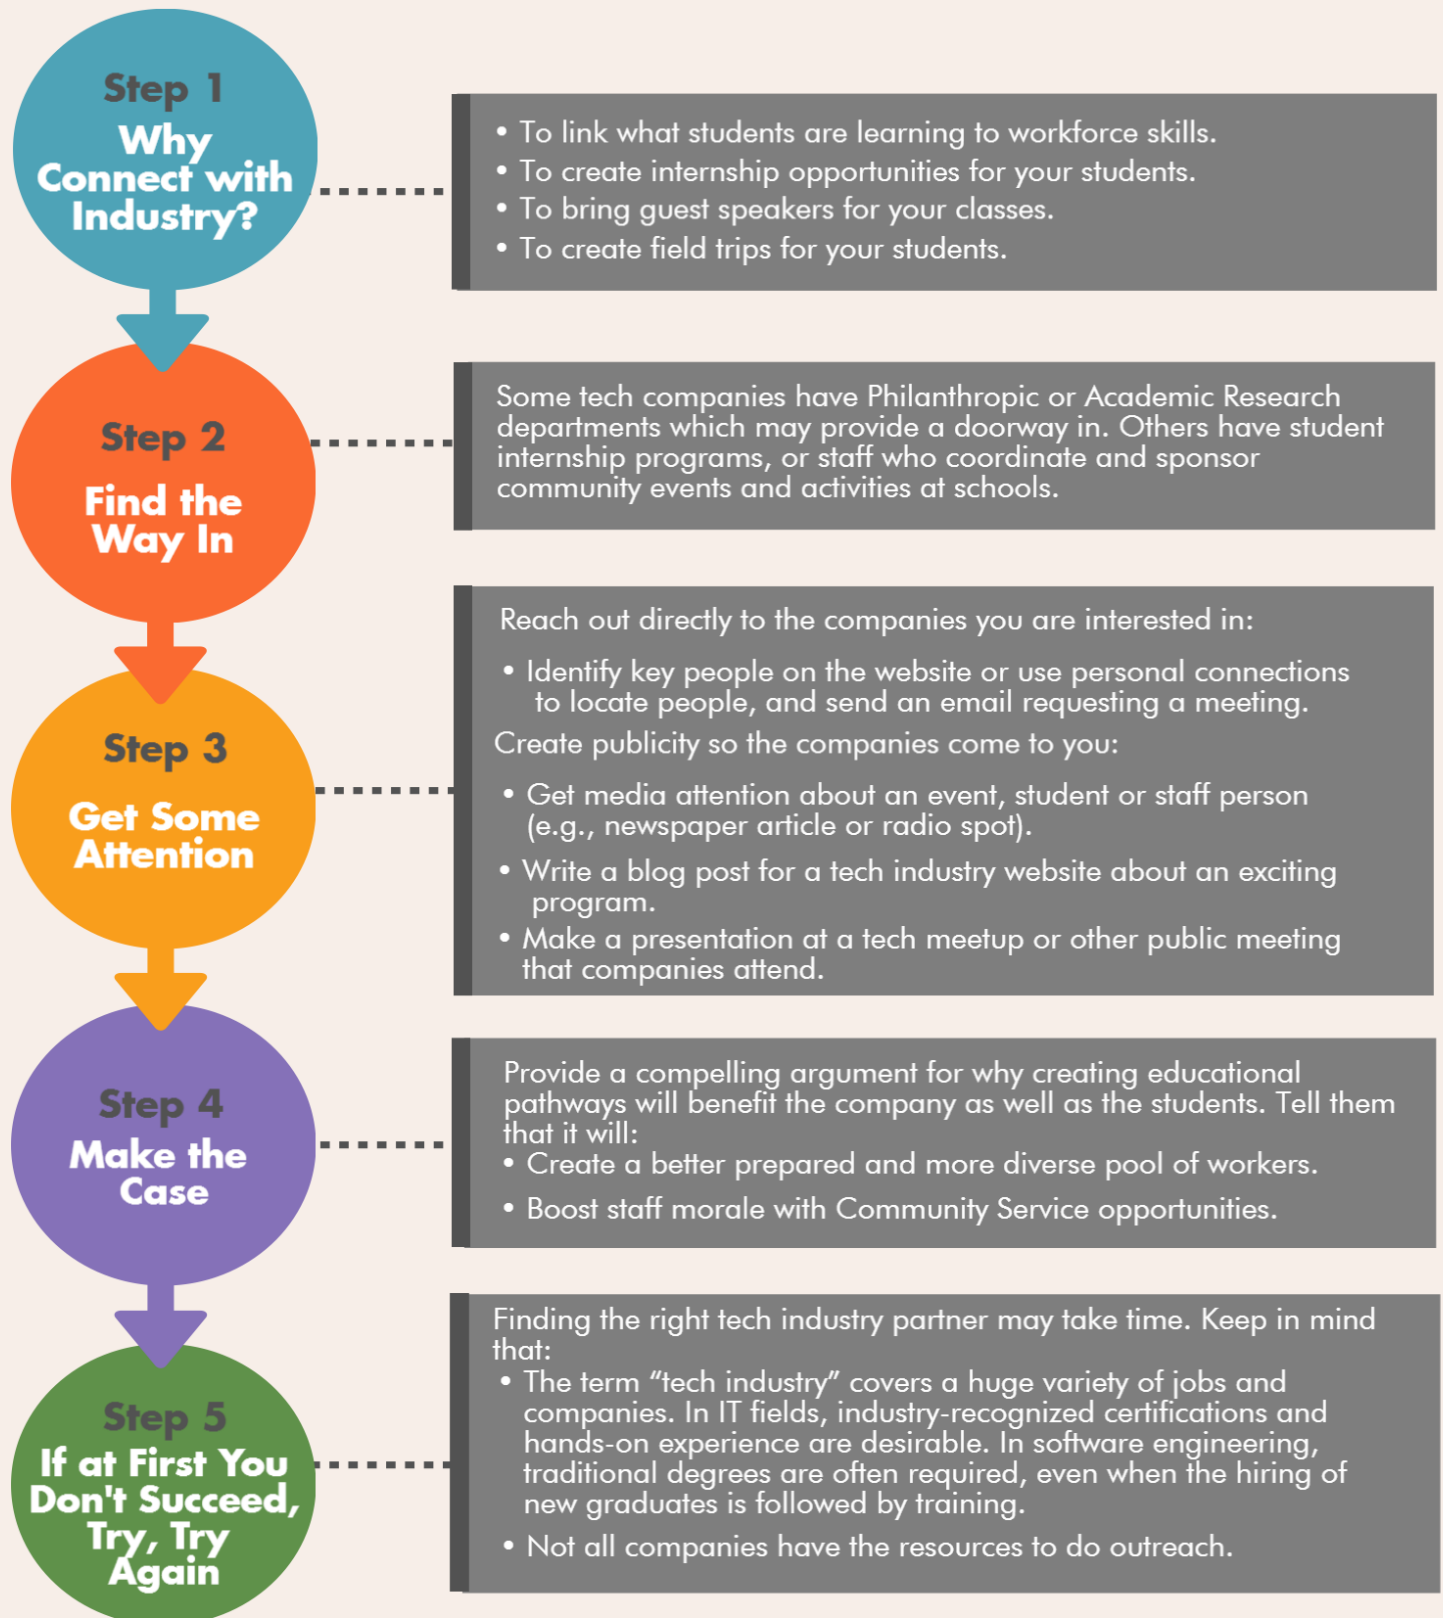 Step 1
Why
Connect with
Industry?
• To link what students are learning to workforce skills.
• To create internship opportunities for your students.
• To bring guest speakers for your classes.
• To create field trips for your students.
Step 2
Find the
Way In
Some tech companies have Philanthropic or Academic Research
departments which may provide a doorway in. Others have student
internship programs, or staff who coordinate and sponsor
community events and activities at schools.
Step 3
Get Some
Attention
Reach out directly to the companies you are interested in:
• Identify key people on the website or use personal connections
to locate people, and send an email requesting a meeting.
Create publicity so the companies come to you:
• Get media attention about an event, student or staff person
(e.g., newspaper article or radio spot).
• Write a blog post for a tech industry website about an exciting
program.
• Make a presentation at a tech meetup or other public meeting
that companies attend.
Step 4
Make the
Case
Provide a compelling argument for why creating educational
pathways will benefit the company as well as the students. Tell them
that it will:
• Create a better prepared and more diverse pool of workers.
• Boost staff morale with Community Service opportunities.
Step 5
If at First You
Don't Succeed,
Try, Try
Again
Finding the right tech industry partner may take time. Keep in mind
that:
• The term “tech industry” covers a huge variety of jobs and
companies. In IT fields, industry-recognized certifications and
hands-on experience are desirable. In software engineering,
traditional degrees are often required, even when the hiring of
new graduates is followed by training.
• Not all companies have the resources to do outreach.